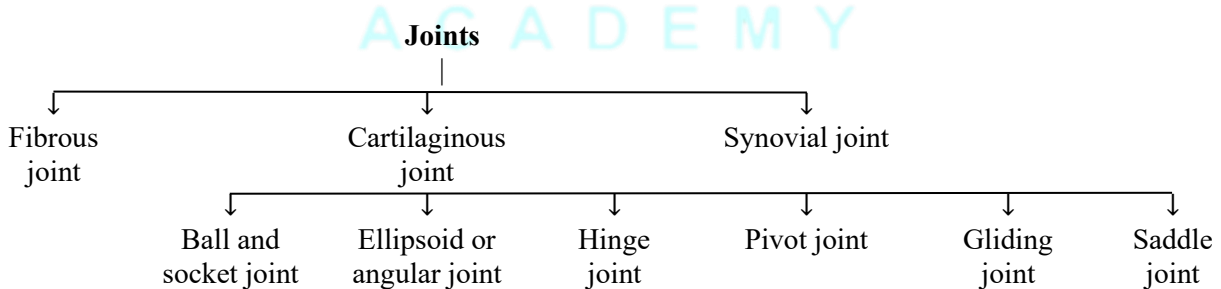 ACADEMY
Joints
Fibrous
joint
Cartilaginous
joint
Synovial joint
Ball and
socket joint
Ellipsoid or
angular joint
Hinge
joint
Pivot joint
Gliding
joint
Saddle
joint